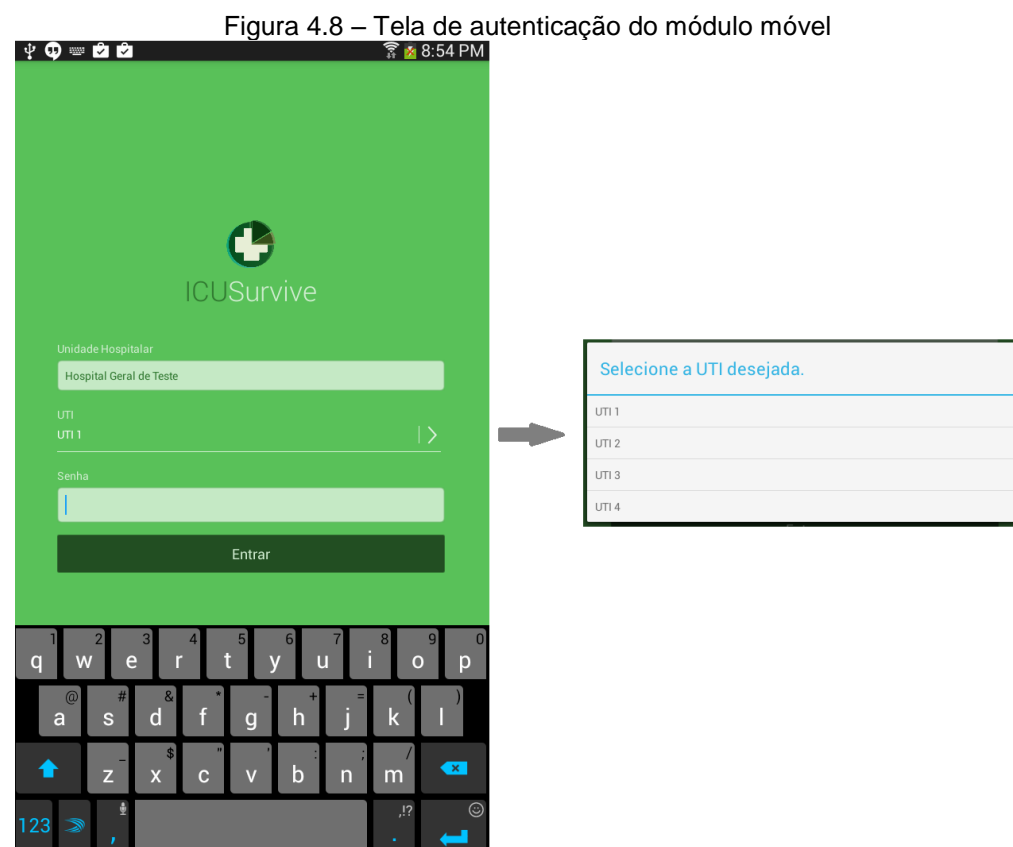 Figura 4.8 – Tela de autenticação do módulo móvel
8:54 PM
ICUSurvive
Unidade Hospitalar
Hospital Geral de Teste
UTI
UTI 1
Senha
Entrar
Selecione a UTI desejada.
UTI 1
UTI 2
UTI 3
UTI 4
1 2 3 4 5 6 7 8 9 0
q w e r t y u i o p
@ # & * - + = ( )
a s d f g h j k l
_ $ " ' : ; /
z x c v b n m
123 , ,!? .